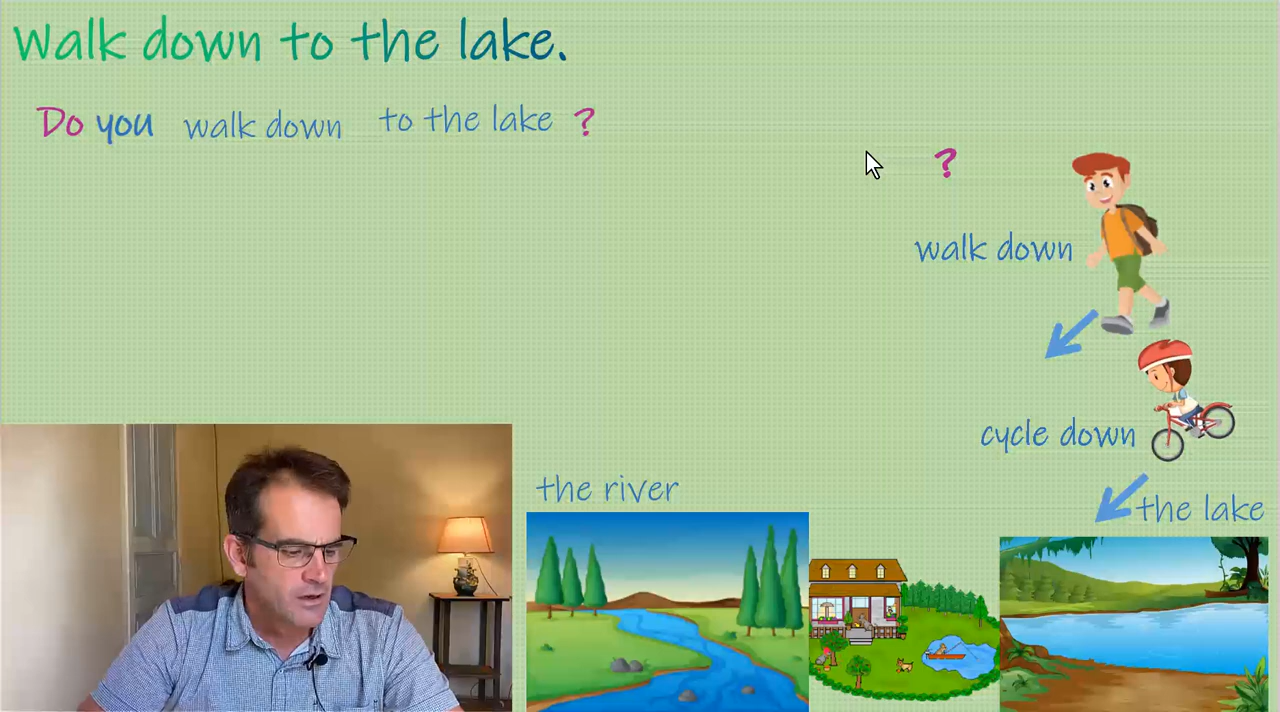 Walk down to the lake.
Do you walk down to the lake ?
?
walk down
cycle down
the river
the lake